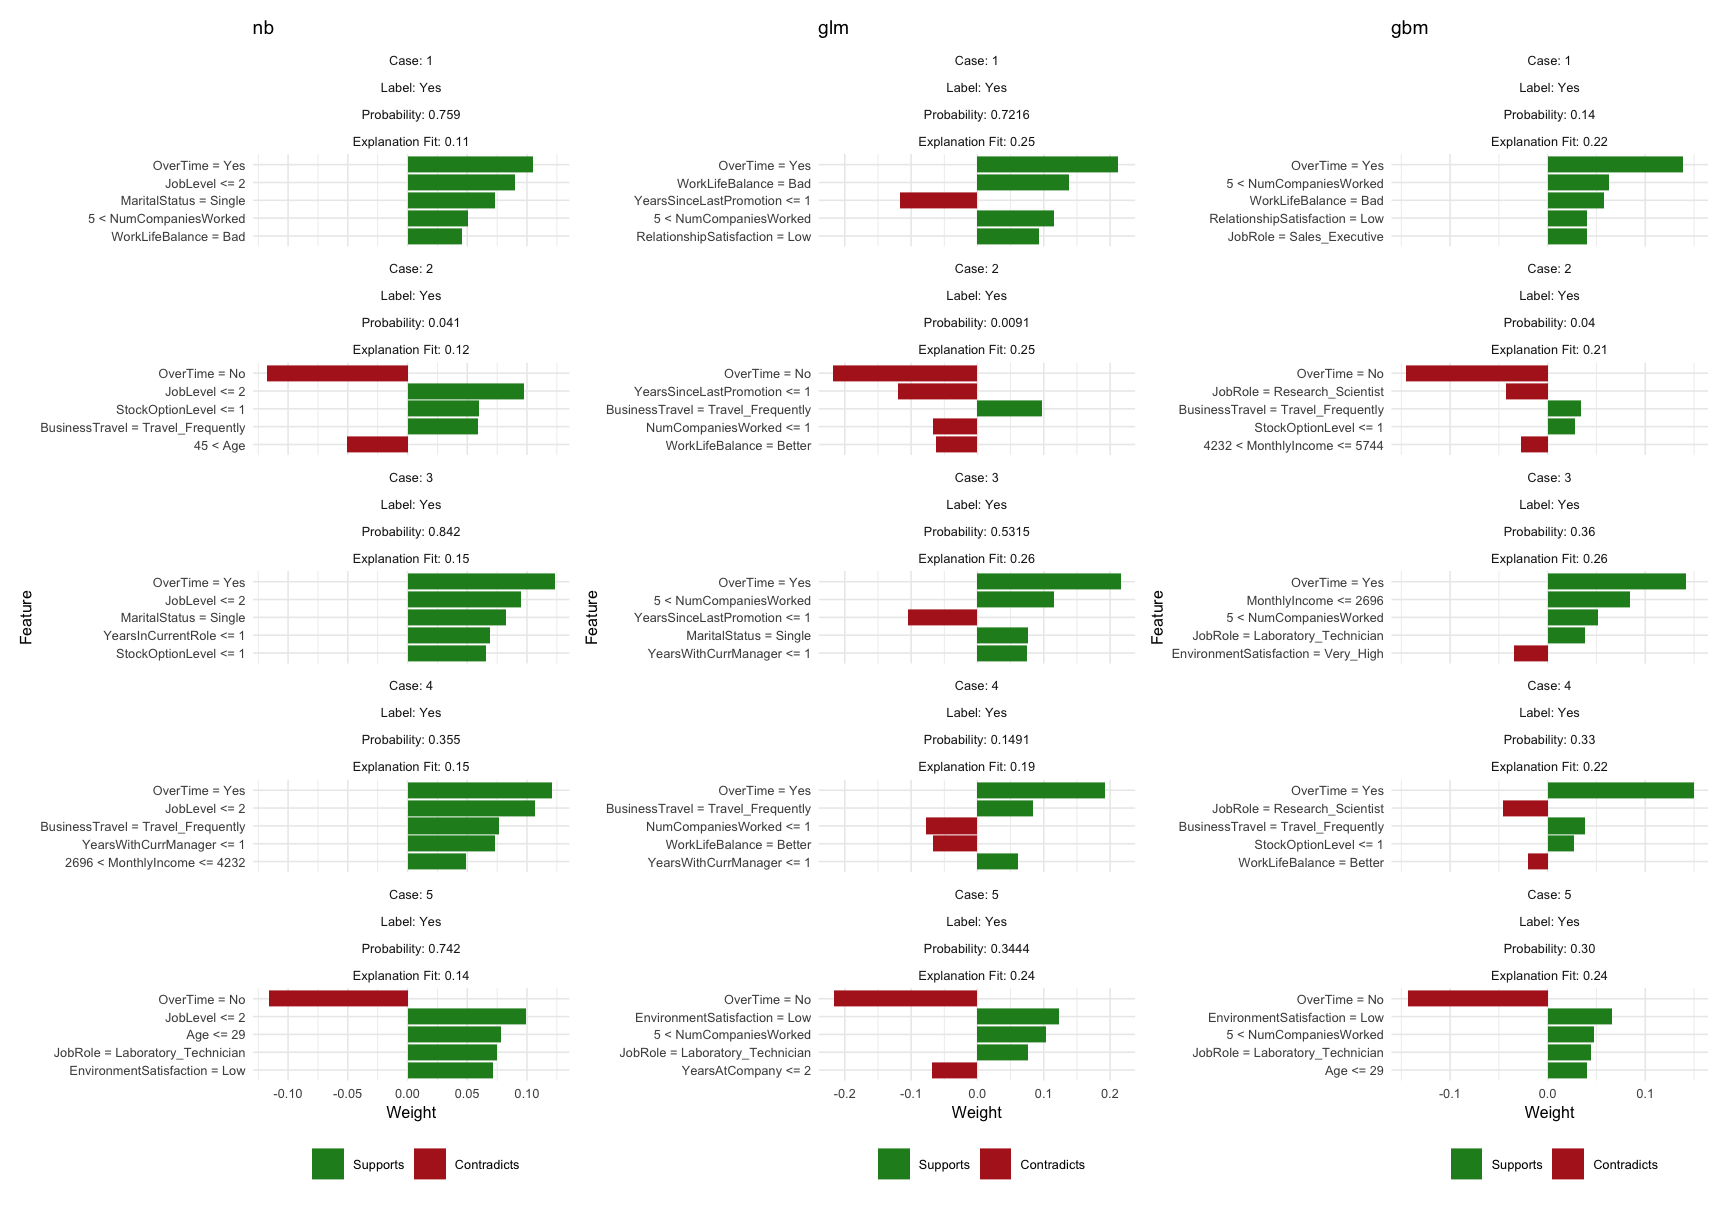 nb
Case: 1
Label: Yes
Probability: 0.759
Explanation Fit: 0.11
OverTime = Yes
JobLevel <= 2
MaritalStatus = Single
5 < NumCompaniesWorked
WorkLifeBalance = Bad
Case: 2
Label: Yes
Probability: 0.041
Explanation Fit: 0.12
OverTime = No
JobLevel <= 2
StockOptionLevel <= 1
BusinessTravel = Travel_Frequently
45 < Age
Case: 3
Label: Yes
Probability: 0.842
Explanation Fit: 0.15
OverTime = Yes
JobLevel <= 2
MaritalStatus = Single
YearsInCurrentRole <= 1
StockOptionLevel <= 1
Feature
Case: 4
Label: Yes
Probability: 0.355
Explanation Fit: 0.15
OverTime = Yes
JobLevel <= 2
BusinessTravel = Travel_Frequently
YearsWithCurrManager <= 1
2696 < MonthlyIncome <= 4232
Case: 5
Label: Yes
Probability: 0.742
Explanation Fit: 0.14
OverTime = No
JobLevel <= 2
Age <= 29
JobRole = Laboratory_Technician
EnvironmentSatisfaction = Low
-0.10 -0.05 0.00 0.05 0.10
Weight
Supports Contradicts
glm
Case: 1
Label: Yes
Probability: 0.7216
Explanation Fit: 0.25
OverTime = Yes
WorkLifeBalance = Bad
YearsSinceLastPromotion <= 1
5 < NumCompaniesWorked
RelationshipSatisfaction = Low
Case: 2
Label: Yes
Probability: 0.0091
Explanation Fit: 0.25
OverTime = No
YearsSinceLastPromotion <= 1
BusinessTravel = Travel_Frequently
NumCompaniesWorked <= 1
WorkLifeBalance = Better
Case: 3
Label: Yes
Probability: 0.5315
Explanation Fit: 0.26
OverTime = Yes
5 < NumCompaniesWorked
YearsSinceLastPromotion <= 1
MaritalStatus = Single
YearsWithCurrManager <= 1
Feature
Case: 4
Label: Yes
Probability: 0.1491
Explanation Fit: 0.19
OverTime = Yes
BusinessTravel = Travel_Frequently
NumCompaniesWorked <= 1
WorkLifeBalance = Better
YearsWithCurrManager <= 1
Case: 5
Label: Yes
Probability: 0.3444
Explanation Fit: 0.24
OverTime = No
EnvironmentSatisfaction = Low
5 < NumCompaniesWorked
JobRole = Laboratory_Technician
YearsAtCompany <= 2
-0.2 -0.1 0.0 0.1 0.2
Weight
Supports Contradicts
gbm
Case: 1
Label: Yes
Probability: 0.14
Explanation Fit: 0.22
OverTime = Yes
5 < NumCompaniesWorked
WorkLifeBalance = Bad
RelationshipSatisfaction = Low
JobRole = Sales_Executive
Case: 2
Label: Yes
Probability: 0.04
Explanation Fit: 0.21
OverTime = No
JobRole = Research_Scientist
BusinessTravel = Travel_Frequently
StockOptionLevel <= 1
4232 < MonthlyIncome <= 5744
Case: 3
Label: Yes
Probability: 0.36
Explanation Fit: 0.26
OverTime = Yes
MonthlyIncome <= 2696
5 < NumCompaniesWorked
JobRole = Laboratory_Technician
EnvironmentSatisfaction = Very_High
Feature
Case: 4
Label: Yes
Probability: 0.33
Explanation Fit: 0.22
OverTime = Yes
JobRole = Research_Scientist
BusinessTravel = Travel_Frequently
StockOptionLevel <= 1
WorkLifeBalance = Better
Case: 5
Label: Yes
Probability: 0.30
Explanation Fit: 0.24
OverTime = No
EnvironmentSatisfaction = Low
5 < NumCompaniesWorked
JobRole = Laboratory_Technician
Age <= 29
-0.1 0.0 0.1
Weight
Supports Contradicts